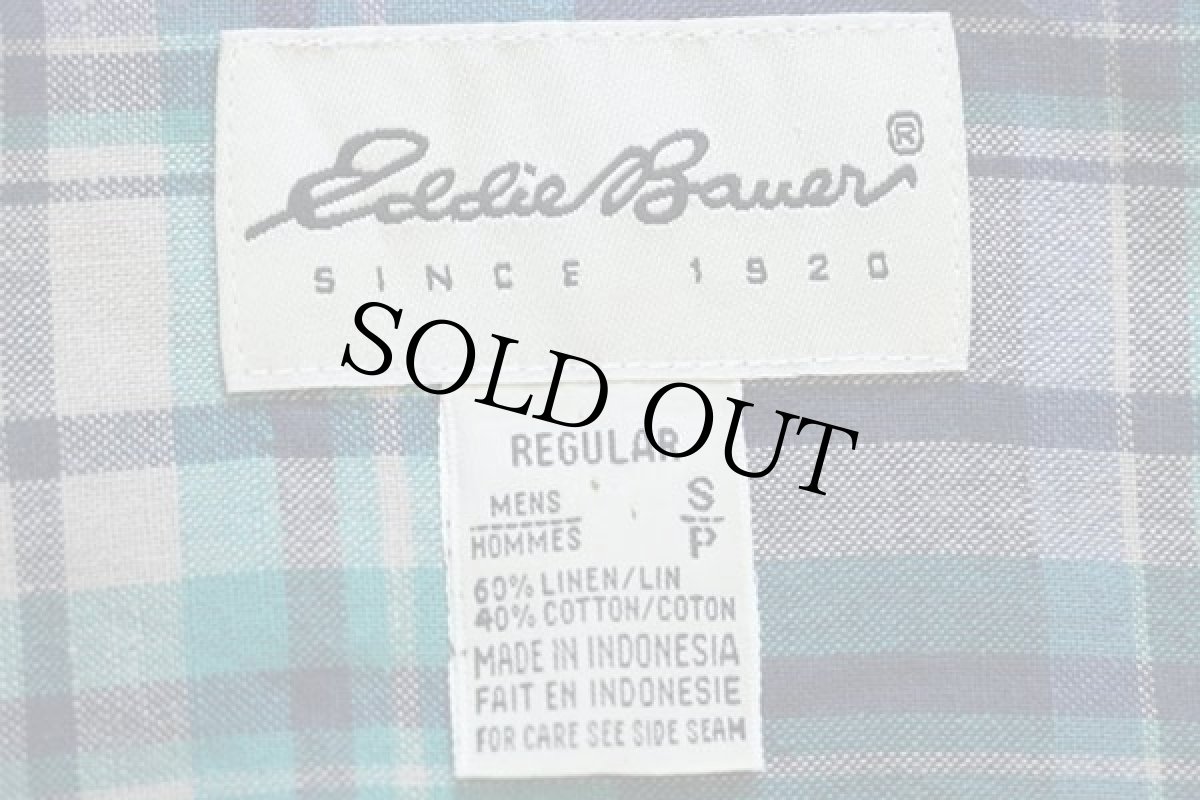 Eddie Bauer ®
SINCE 1920
SOLD OUT
REGULAR
MENS S
HOMMES P
60% LINEN/LIN
40% COTTON/COTON
MADE IN INDONESIA
FAIT EN INDONESIE
FOR CARE SEE SIDE SEAM